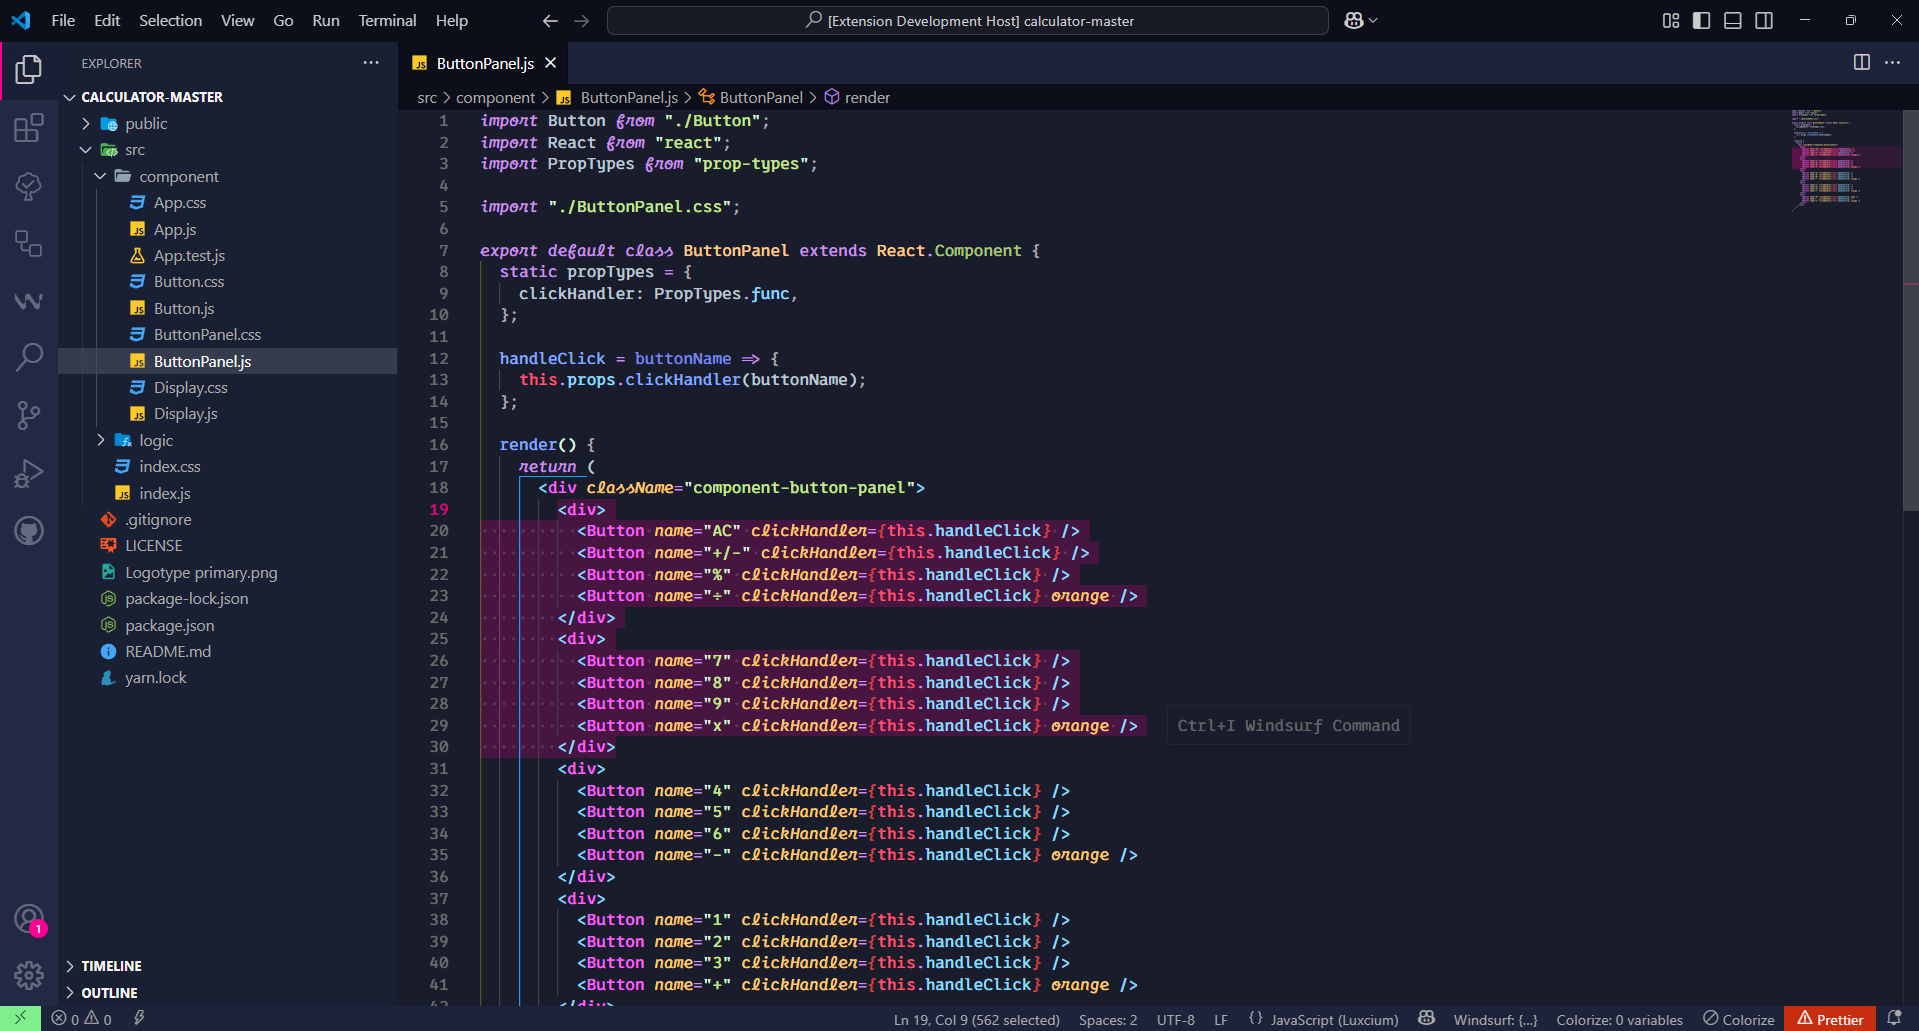 File Edit Selection View Go Run Terminal Help
[Extension Development Host] calculator-master
EXPLORER
CALCULATOR-MASTER
public
src
component
App.css
App.js
App.test.js
Button.css
Button.js
ButtonPanel.css
ButtonPanel.js
Display.css
Display.js
logic
index.css
index.js
.gitignore
LICENSE
Logotype primary.png
package-lock.json
package.json
README.md
yarn.lock
1
TIMELINE
OUTLINE
JS ButtonPanel.js
src > component > JS ButtonPanel.js > ButtonPanel > render
1 import Button from "./Button";
2 import React from "react";
3 import PropTypes from "prop-types";
4
5 import "./ButtonPanel.css";
6
7 export default class ButtonPanel extends React.Component {
8 static propTypes = {
9 clickHandler: PropTypes.func,
10 };
11
12 handleClick = buttonName => {
13 this.props.clickHandler(buttonName);
14 };
15
16 render() {
17 return (
18 <div className="component-button-panel">
19 <div>
20 <Button name="AC" clickHandler={this.handleClick} />
21 <Button name="+/-" clickHandler={this.handleClick} />
22 <Button name="%" clickHandler={this.handleClick} />
23 <Button name="÷" clickHandler={this.handleClick} orange />
24 </div>
25 <div>
26 <Button name="7" clickHandler={this.handleClick} />
27 <Button name="8" clickHandler={this.handleClick} />
28 <Button name="9" clickHandler={this.handleClick} />
29 <Button name="x" clickHandler={this.handleClick} orange /> Ctrl+I Windsurf Command
30 </div>
31 <div>
32 <Button name="4" clickHandler={this.handleClick} />
33 <Button name="5" clickHandler={this.handleClick} />
34 <Button name="6" clickHandler={this.handleClick} />
35 <Button name="-" clickHandler={this.handleClick} orange />
36 </div>
37 <div>
38 <Button name="1" clickHandler={this.handleClick} />
39 <Button name="2" clickHandler={this.handleClick} />
40 <Button name="3" clickHandler={this.handleClick} />
41 <Button name="+" clickHandler={this.handleClick} orange />
42 </div>
0 0 Ln 19, Col 9 (562 selected) Spaces: 2 UTF-8 LF {} JavaScript (Luxcium) Windsurf: {...} Colorize: 0 variables Colorize Prettier